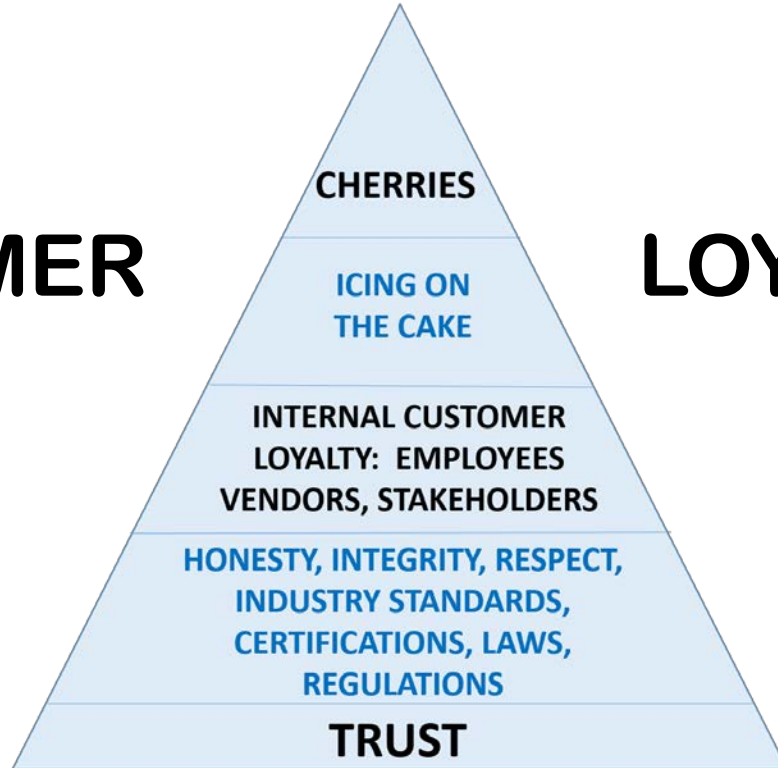 CHERRIES
MER LOY
ICING ON
THE CAKE
INTERNAL CUSTOMER
LOYALTY: EMPLOYEES
VENDORS, STAKEHOLDERS
HONESTY, INTEGRITY, RESPECT,
INDUSTRY STANDARDS,
CERTIFICATIONS, LAWS,
REGULATIONS
TRUST